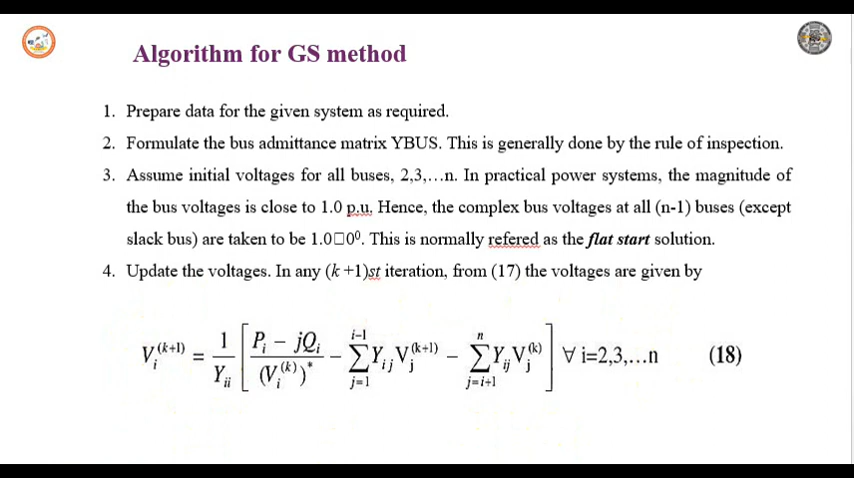 Algorithm for GS method
1. Prepare data for the given system as required.
2. Formulate the bus admittance matrix YBUS. This is generally done by the rule of inspection.
3. Assume initial voltages for all buses, 2,3,…n. In practical power systems, the magnitude of
the bus voltages is close to 1.0 p.u. Hence, the complex bus voltages at all (n-1) buses (except
slack bus) are taken to be 1.0□0⁰. This is normally refered as the flat start solution.
4. Update the voltages. In any (k +1)st iteration, from (17) the voltages are given by
V_i^(k+1) = 1/Y_ii [ (P_i − jQ_i)/(V_i^(k))* − ∑_{j=1}^{i−1} Y_ij V_j^(k+1) − ∑_{j=i+1}^{n} Y_ij V_j^(k) ] ∀ i=2,3,…n (18)